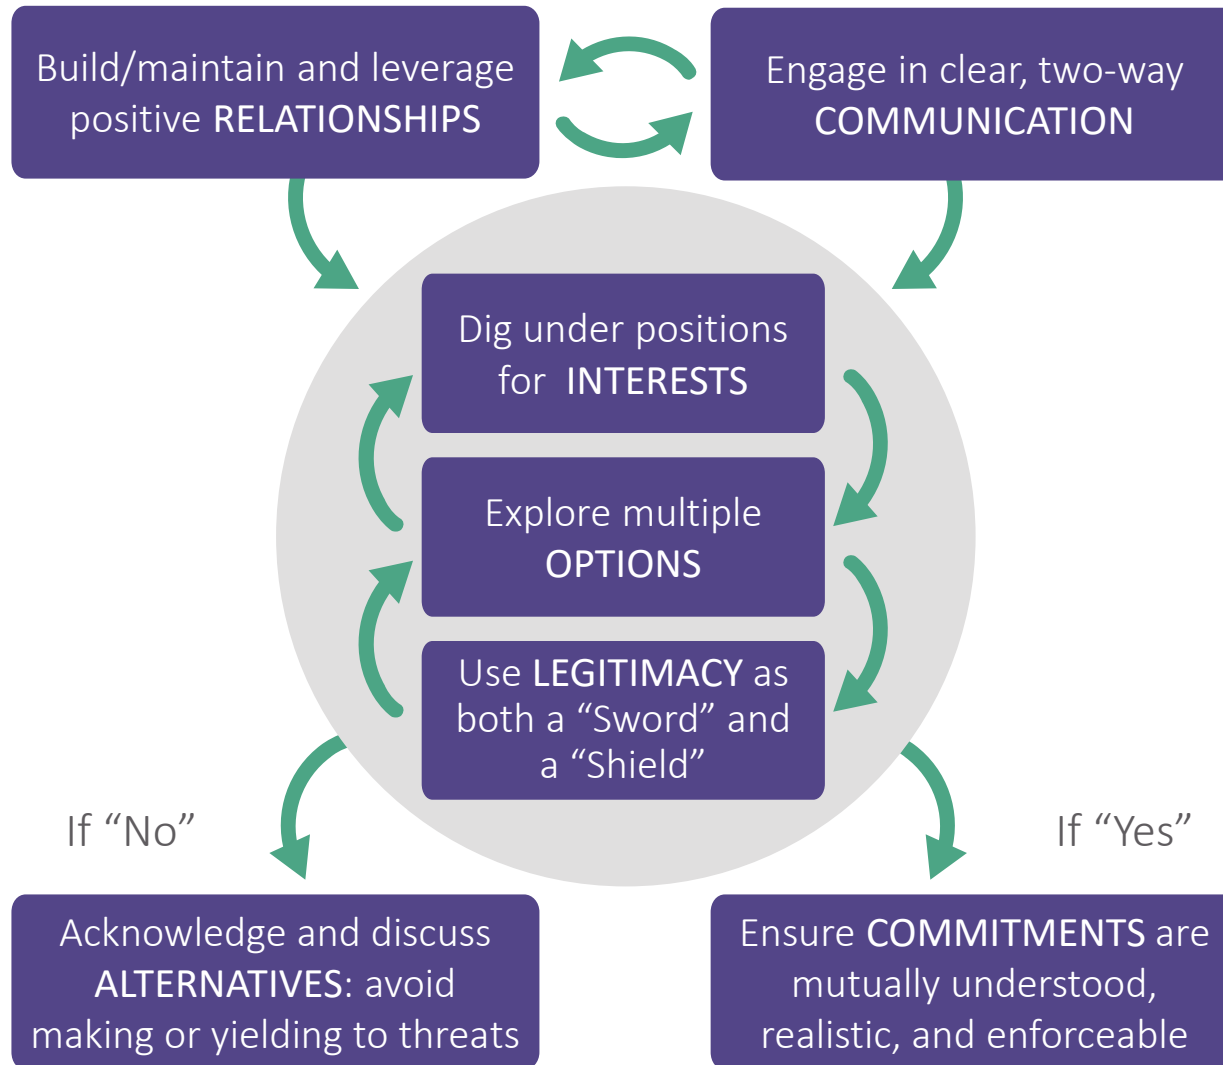 Build/maintain and leverage
positive RELATIONSHIPS
Engage in clear, two-way
COMMUNICATION
Dig under positions
for INTERESTS
Explore multiple
OPTIONS
Use LEGITIMACY as
both a “Sword” and
a “Shield”
If “No”
If “Yes”
Acknowledge and discuss
ALTERNATIVES: avoid
making or yielding to threats
Ensure COMMITMENTS are
mutually understood,
realistic, and enforceable